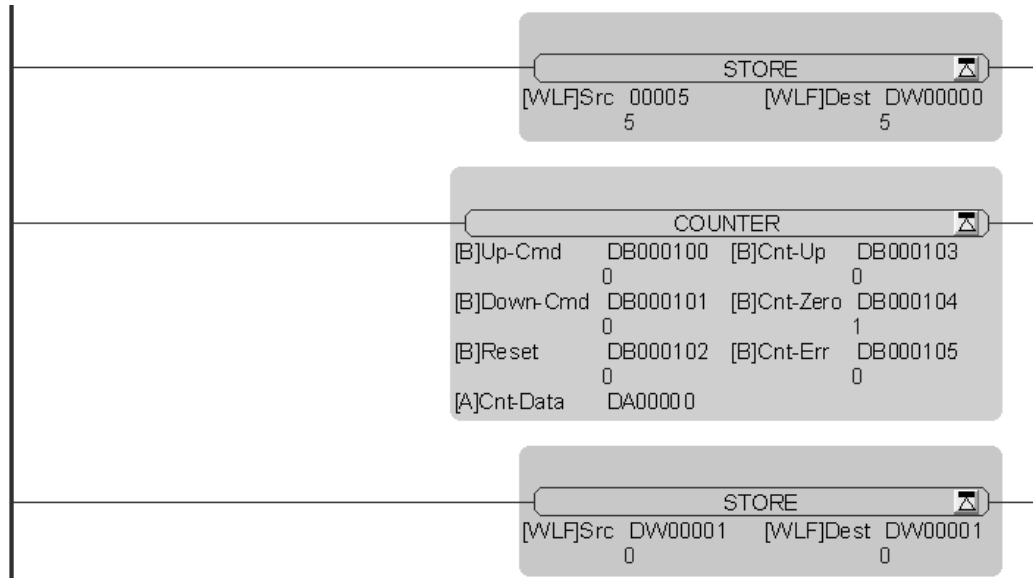 STORE
[WLF]Src 00005 [WLF]Dest DW00000
5 5
COUNTER
[B]Up-Cmd DB000100 [B]Cnt-Up DB000103
0 0
[B]Down-Cmd DB000101 [B]Cnt-Zero DB000104
0 1
[B]Reset DB000102 [B]Cnt-Err DB000105
0 0
[A]Cnt-Data DA00000
STORE
[WLF]Src DW00001 [WLF]Dest DW00001
0 0